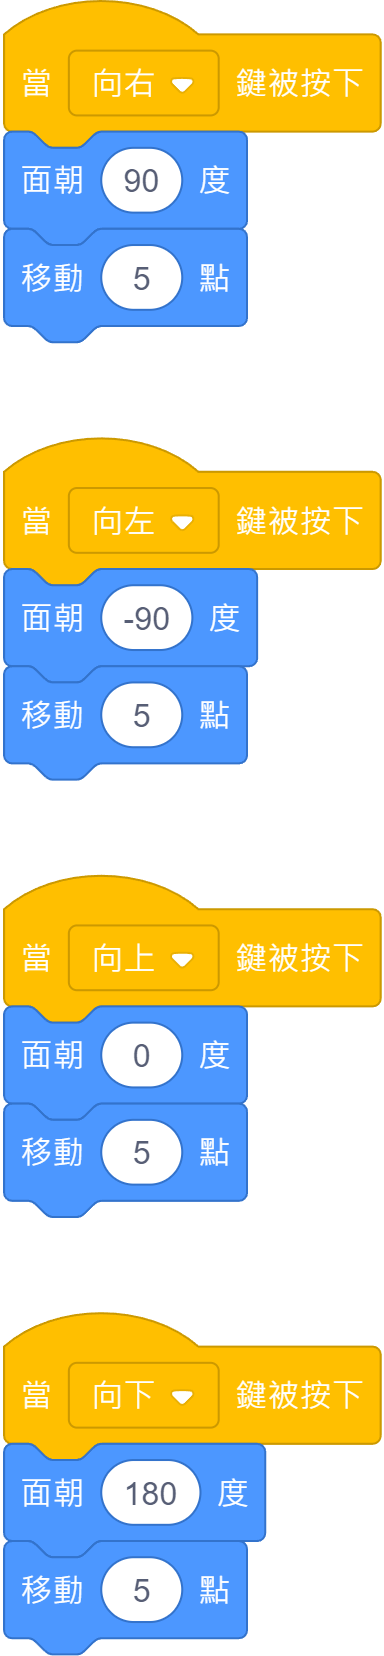 當 向右 鍵被按下
面朝 90 度
移動 5 點
當 向左 鍵被按下
面朝 -90 度
移動 5 點
當 向上 鍵被按下
面朝 0 度
移動 5 點
當 向下 鍵被按下
面朝 180 度
移動 5 點